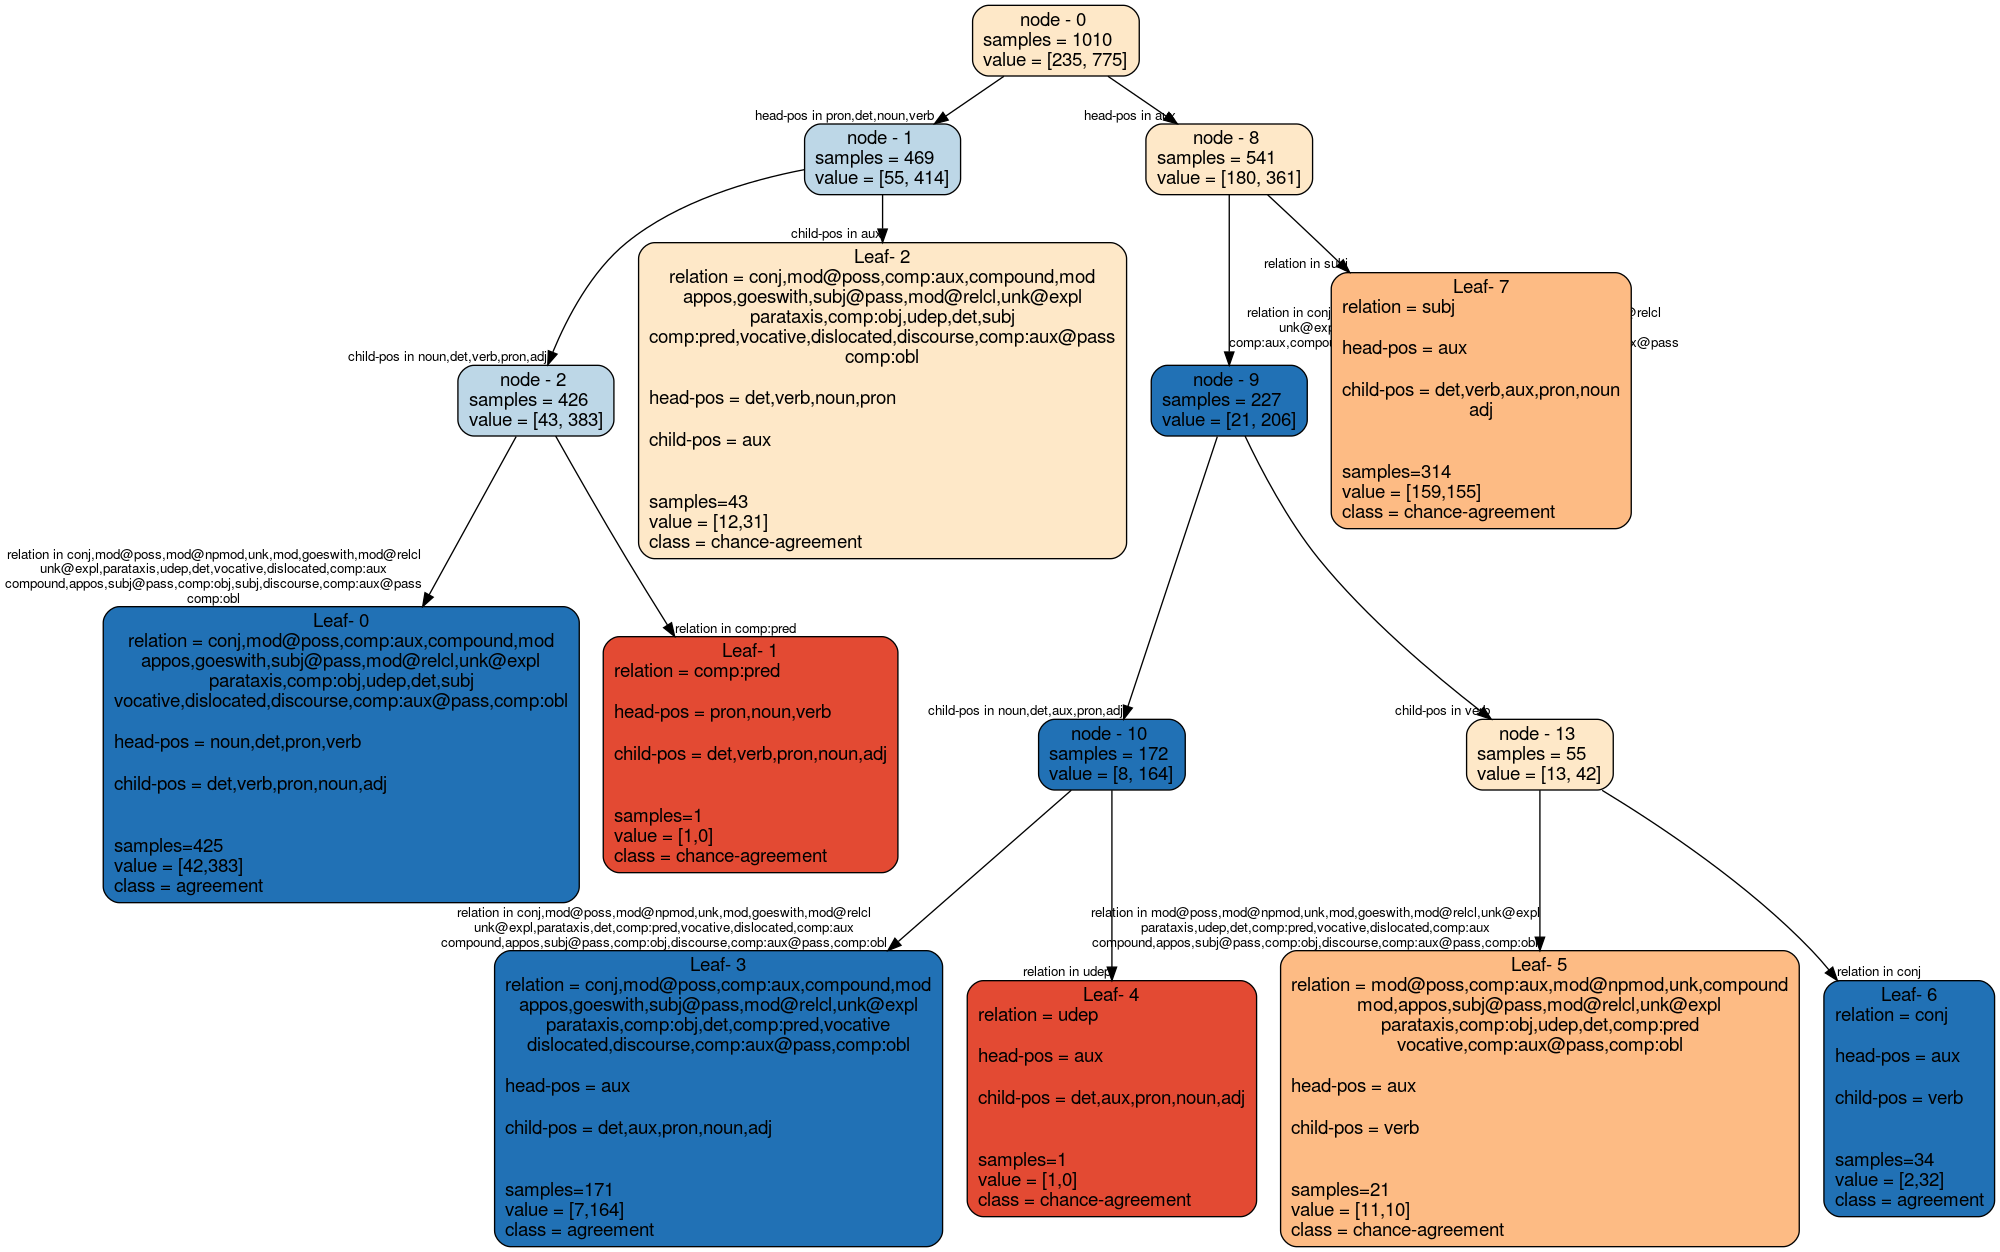 node - 0
samples = 1010
value = [235, 775]
head-pos in pron,det,noun,verb
head-pos in aux
node - 1
samples = 469
value = [55, 414]
node - 8
samples = 541
value = [180, 361]
child-pos in aux
Leaf- 2
relation = conj,mod@poss,comp:aux,compound,mod
appos,goeswith,subj@pass,mod@relcl,unk@expl
parataxis,comp:obj,udep,det,subj
comp:pred,vocative,dislocated,discourse,comp:aux@pass
comp:obl
head-pos = det,verb,noun,pron
child-pos = aux
samples=43
value = [12,31]
class = chance-agreement
relation in subj
Leaf- 7
relation = subj
head-pos = aux
child-pos = det,verb,aux,pron,noun
adj
samples=314
value = [159,155]
class = chance-agreement
relation in conj
@relcl
unk@exp
comp:aux,compou
x@pass
child-pos in noun,det,verb,pron,adj
node - 2
samples = 426
value = [43, 383]
node - 9
samples = 227
value = [21, 206]
relation in conj,mod@poss,mod@npmod,unk,mod,goeswith,mod@relcl
unk@expl,parataxis,udep,det,vocative,dislocated,comp:aux
compound,appos,subj@pass,comp:obj,subj,discourse,comp:aux@pass
comp:obl
Leaf- 0
relation = conj,mod@poss,comp:aux,compound,mod
appos,goeswith,subj@pass,mod@relcl,unk@expl
parataxis,comp:obj,udep,det,subj
vocative,dislocated,discourse,comp:aux@pass,comp:obl
head-pos = noun,det,pron,verb
child-pos = det,verb,pron,noun,adj
samples=425
value = [42,383]
class = agreement
relation in comp:pred
Leaf- 1
relation = comp:pred
head-pos = pron,noun,verb
child-pos = det,verb,pron,noun,adj
samples=1
value = [1,0]
class = chance-agreement
child-pos in noun,det,aux,pron,adj
node - 10
samples = 172
value = [8, 164]
child-pos in verb
node - 13
samples = 55
value = [13, 42]
relation in conj,mod@poss,mod@npmod,unk,mod,goeswith,mod@relcl
unk@expl,parataxis,det,comp:pred,vocative,dislocated,comp:aux
compound,appos,subj@pass,comp:obj,discourse,comp:aux@pass,comp:obl
Leaf- 3
relation = conj,mod@poss,comp:aux,compound,mod
appos,goeswith,subj@pass,mod@relcl,unk@expl
parataxis,comp:obj,det,comp:pred,vocative
dislocated,discourse,comp:aux@pass,comp:obl
head-pos = aux
child-pos = det,aux,pron,noun,adj
samples=171
value = [7,164]
class = agreement
relation in udep
Leaf- 4
relation = udep
head-pos = aux
child-pos = det,aux,pron,noun,adj
samples=1
value = [1,0]
class = chance-agreement
relation in mod@poss,mod@npmod,unk,mod,goeswith,mod@relcl,unk@expl
parataxis,udep,det,comp:pred,vocative,dislocated,comp:aux
compound,appos,subj@pass,comp:obj,discourse,comp:aux@pass,comp:obl
Leaf- 5
relation = mod@poss,comp:aux,mod@npmod,unk,compound
mod,appos,subj@pass,mod@relcl,unk@expl
parataxis,comp:obj,udep,det,comp:pred
vocative,comp:aux@pass,comp:obl
head-pos = aux
child-pos = verb
samples=21
value = [11,10]
class = chance-agreement
relation in conj
Leaf- 6
relation = conj
head-pos = aux
child-pos = verb
samples=34
value = [2,32]
class = agreement